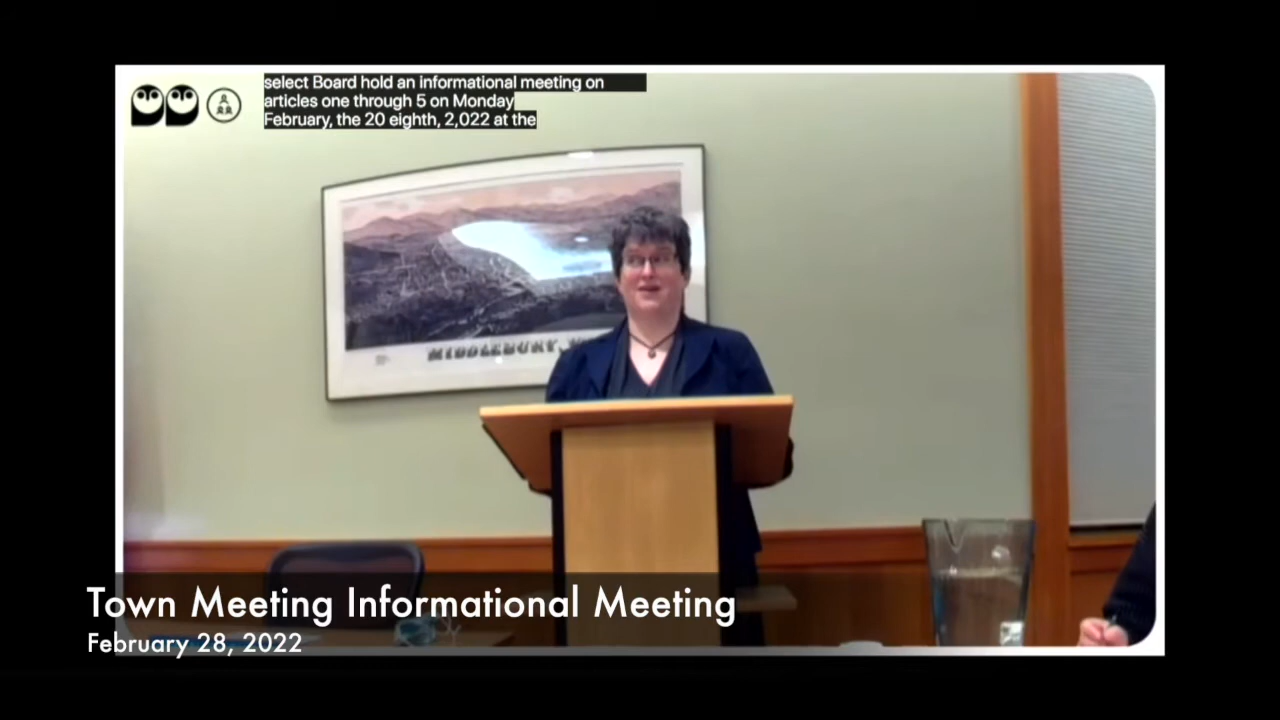 select Board hold an informational meeting on
articles one through 5 on Monday
February, the 20 eighth, 2,022 at the
MIDDLEBURY,
Town Meeting Informational Meeting
February 28, 2022